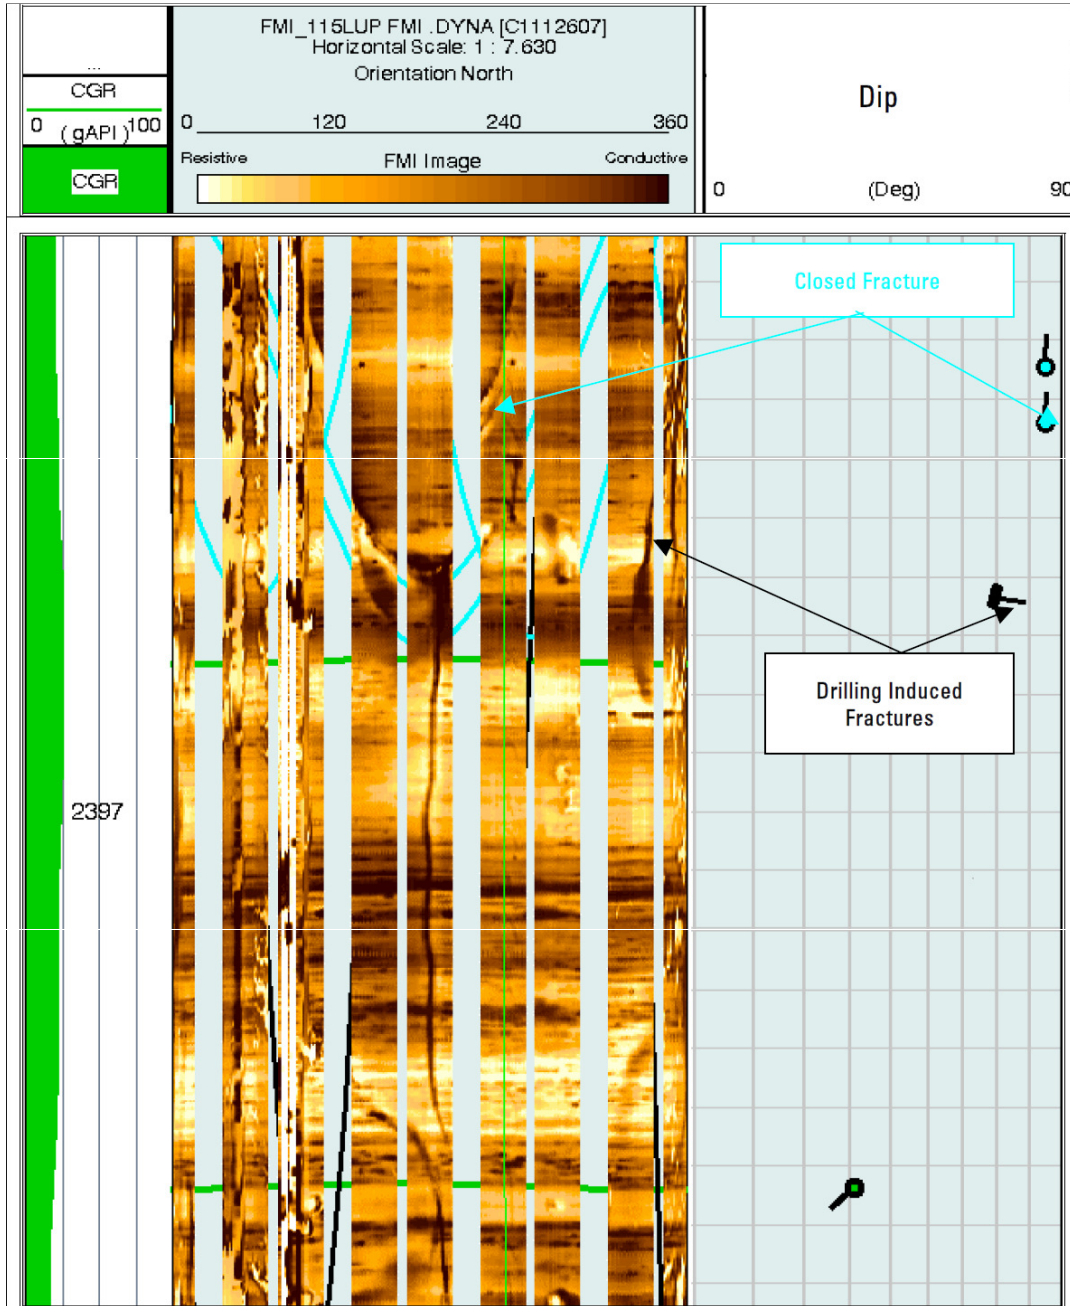 ...
CGR
0 (gAPI) 100
CGR
FMI_115LUP FMI .DYNA [C1112607]
Horizontal Scale: 1 : 7.630
Orientation North
0 120 240 360
Resistive FMI Image Conductive
Dip
0 (Deg) 90
Closed Fracture
Drilling Induced
Fractures
2397